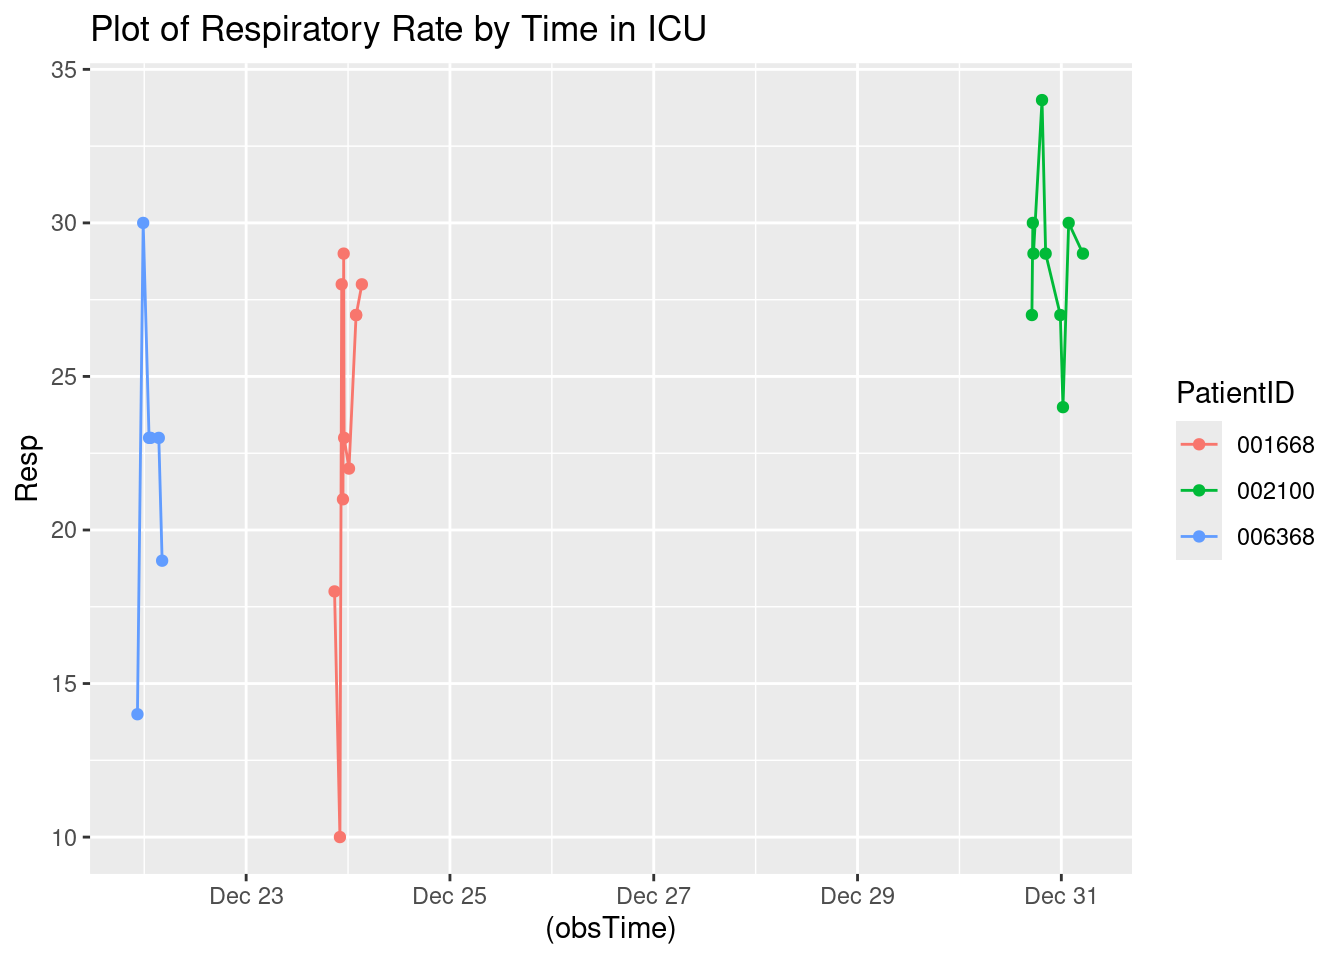 Plot of Respiratory Rate by Time in ICU
35
30
25
20
15
10
Resp
Dec 23 Dec 25 Dec 27 Dec 29 Dec 31
(obsTime)
PatientID
001668
002100
006368